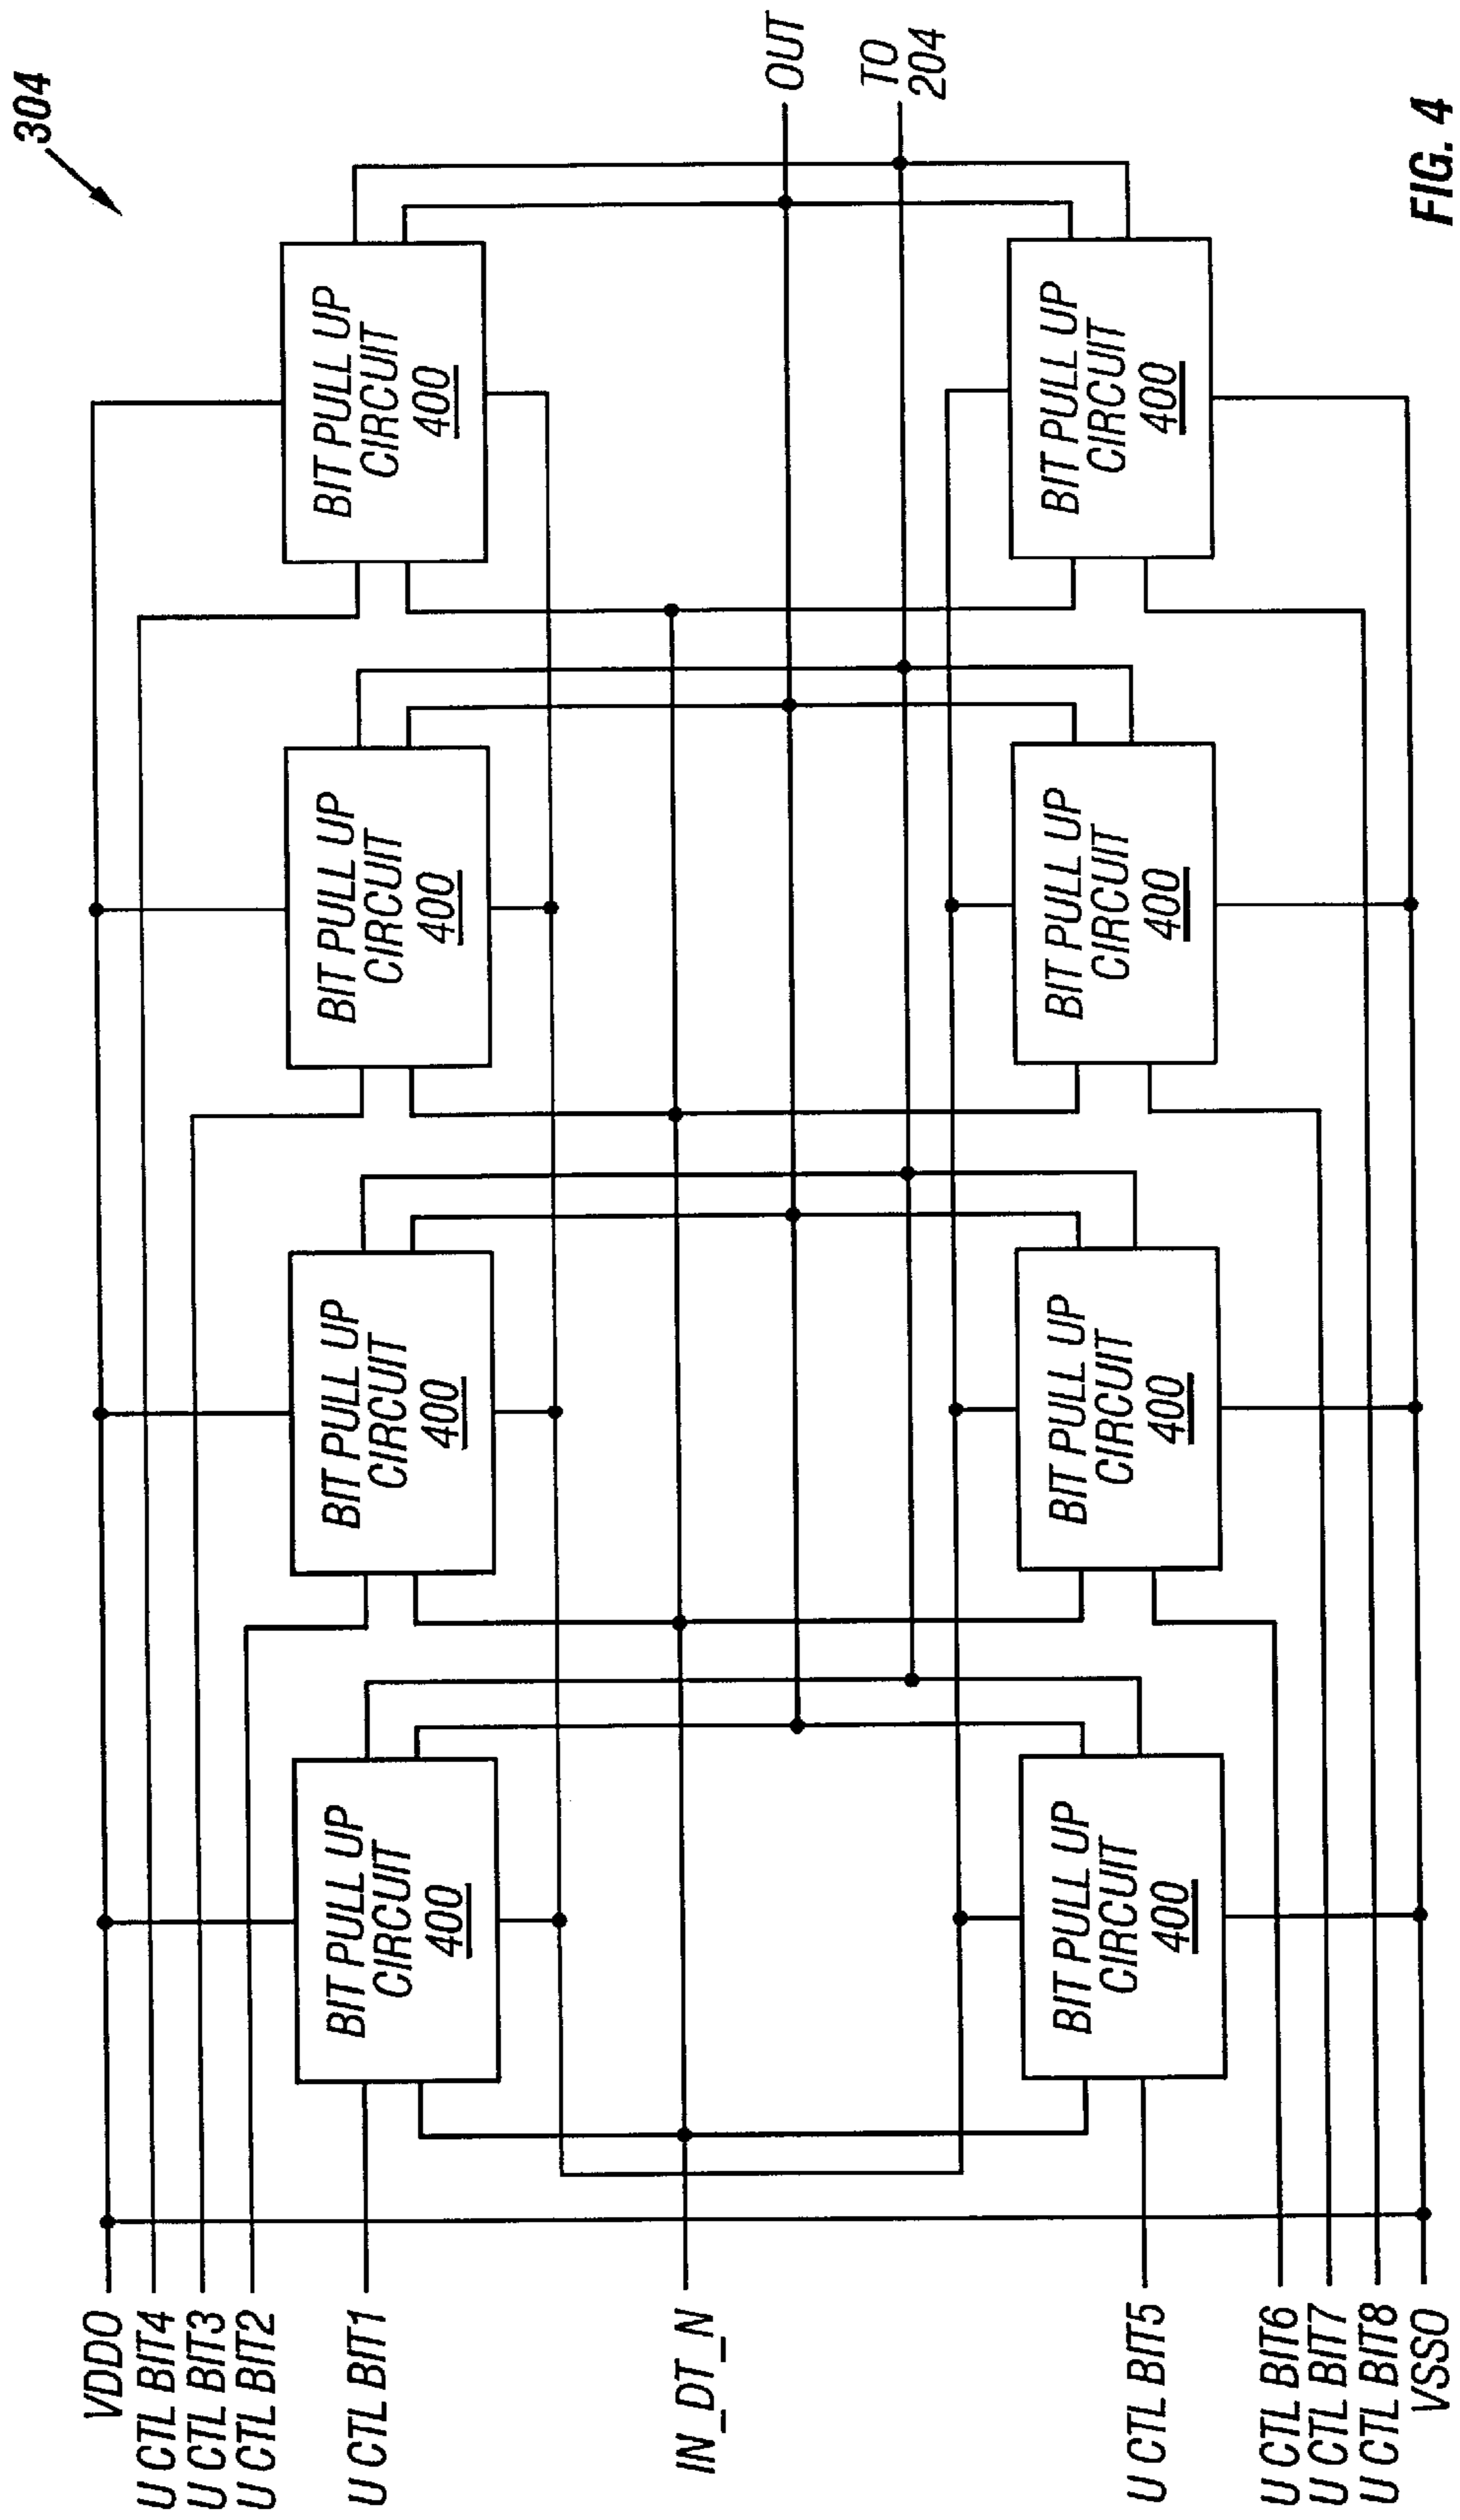 304
VDDO
U CTL BIT4
U CTL BIT3
U CTL BIT2
U CTL BIT1
IN_DT_N
U CTL BIT5
U CTL BIT6
U CTL BIT7
U CTL BIT8
VSSO
BIT PULL UP
CIRCUIT
400
BIT PULL UP
CIRCUIT
400
BIT PULL UP
CIRCUIT
400
BIT PULL UP
CIRCUIT
400
BIT PULL UP
CIRCUIT
400
BIT PULL UP
CIRCUIT
400
BIT PULL UP
CIRCUIT
400
BIT PULL UP
CIRCUIT
400
OUT
TO
204
FIG. 4